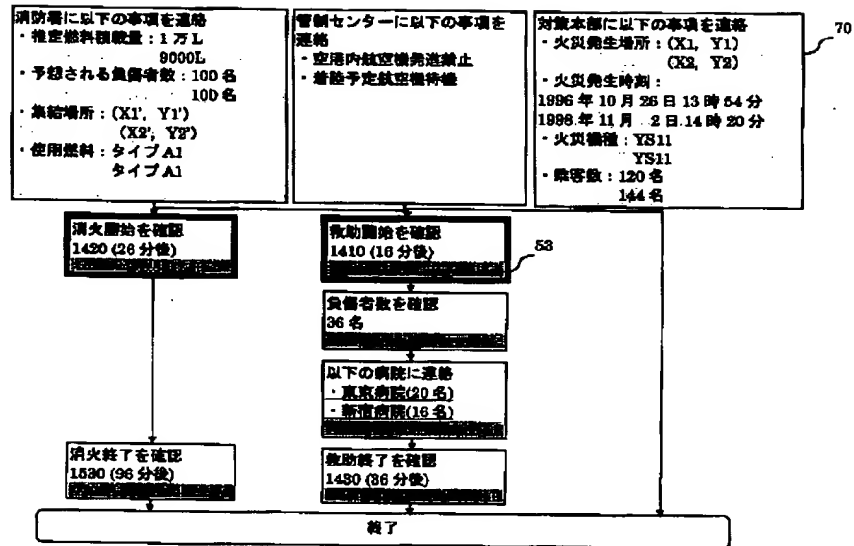 消防署に以下の事項を連絡
・推定燃料積載量：1万L
9000L
・予想される負傷者数：100名
100名
・集結場所：(X1', Y1')
(X2', Y2')
・使用燃料：タイプA1
タイプA1
管制センターに以下の事項を
連絡
・空港内航空機発進禁止
・着陸予定航空機待機
対策本部に以下の事項を連絡
・火災発生場所：(X1, Y1)
(X2, Y2)
・火災発生時刻：
1996年10月26日13時54分
1998年11月 2日14時20分
・火災機種：YS11
YS11
・乗客数：120名
144名
70
消火開始を確認
1420 (26分後)
救助開始を確認
1410 (16分後)
53
負傷者数を確認
36名
以下の病院に連絡
・東京病院(20名)
・新宿病院(16名)
消火終了を確認
1530 (96分後)
救助終了を確認
1430 (36分後)
終了